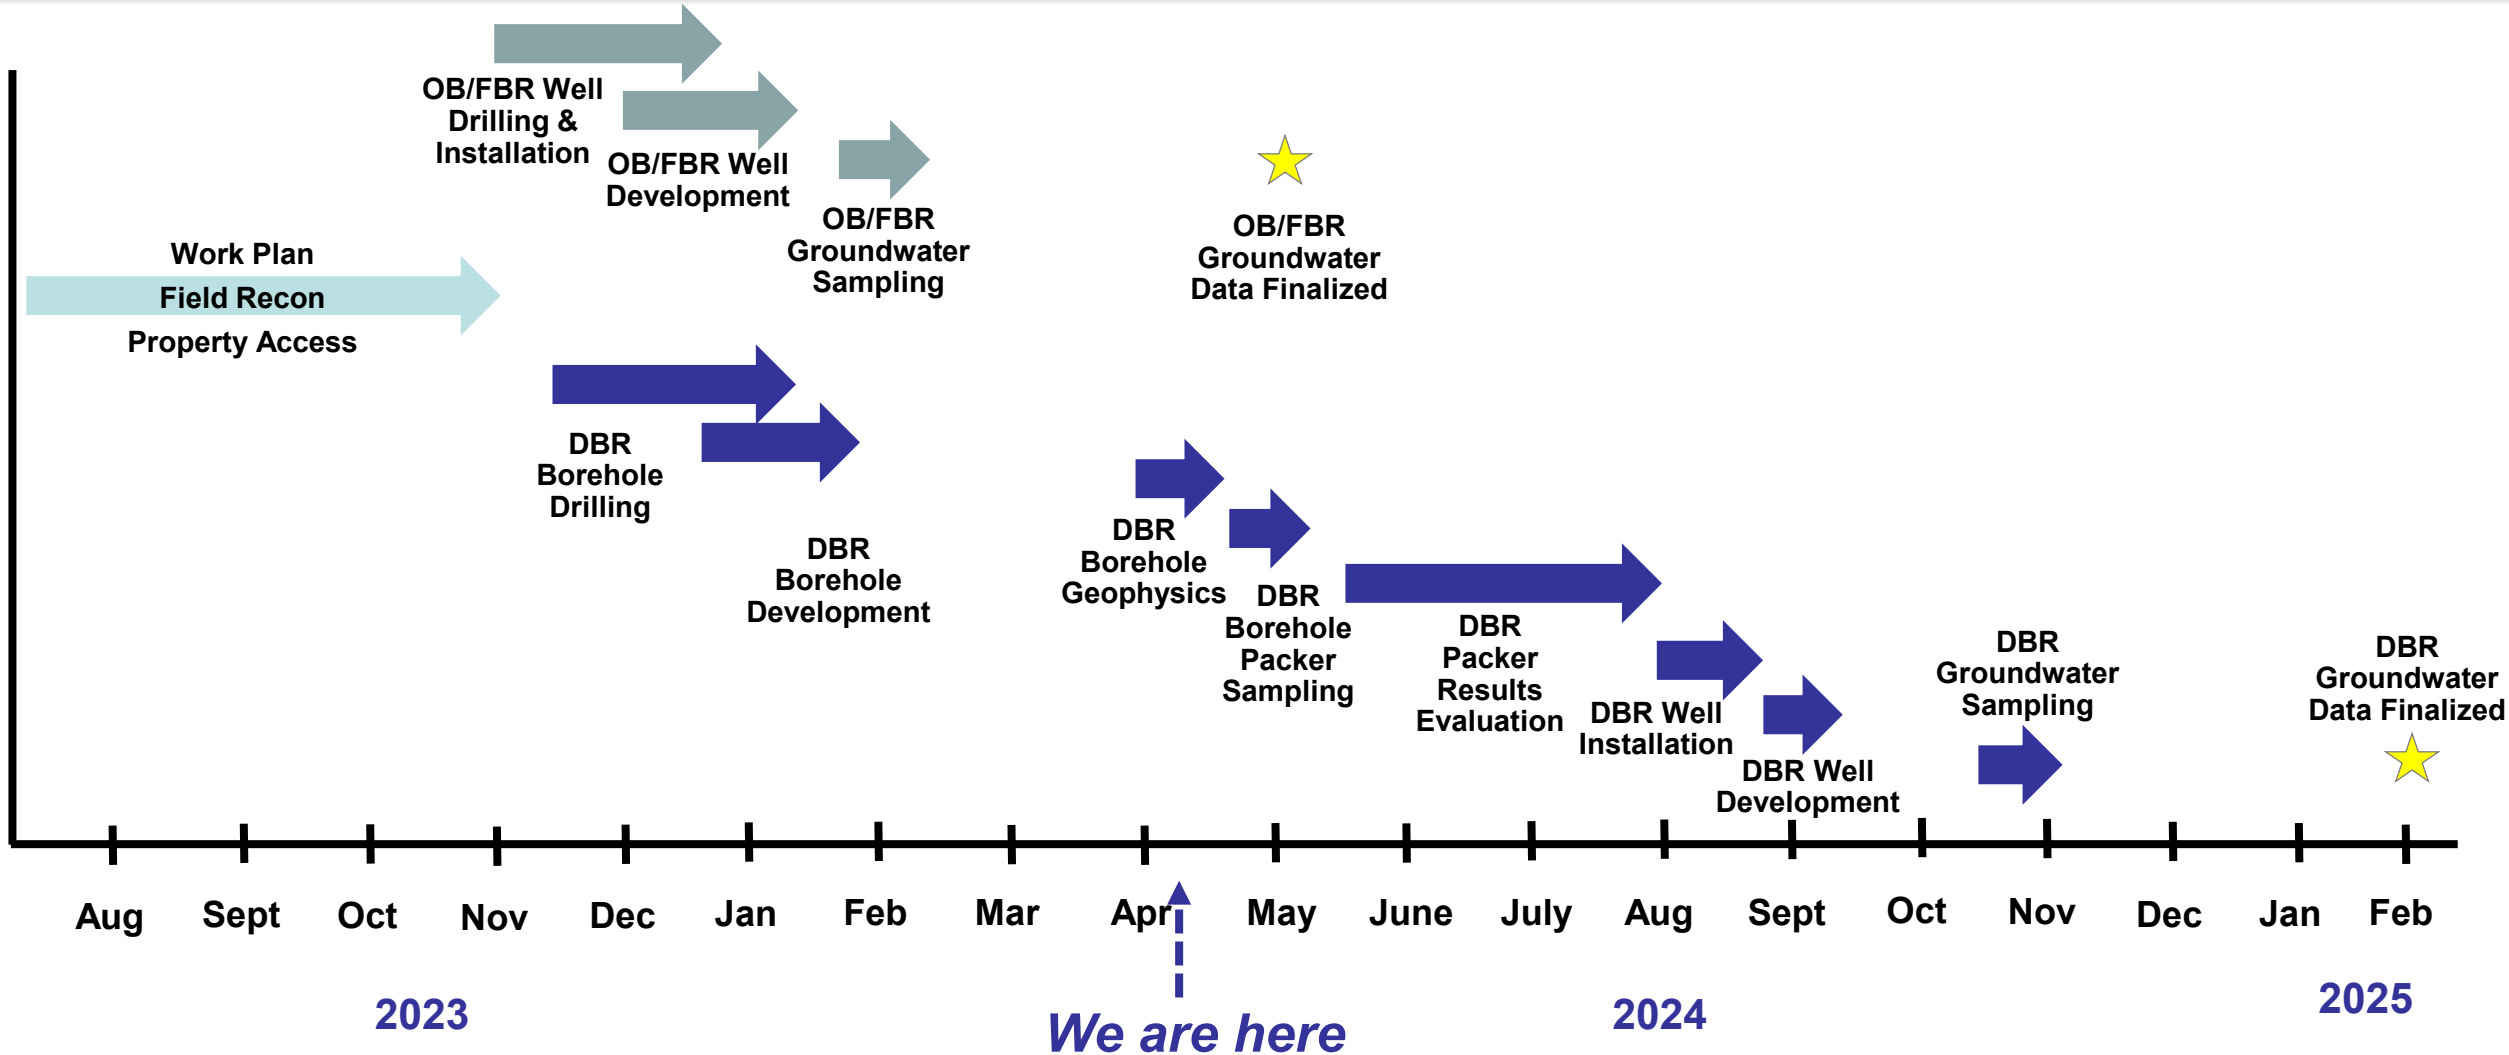 OB/FBR Well
Drilling &
Installation
OB/FBR Well
Development
OB/FBR
Groundwater
Sampling
OB/FBR
Groundwater
Data Finalized
Work Plan
Field Recon
Property Access
DBR
Borehole
Drilling
DBR
Borehole
Development
DBR
Borehole
Geophysics
DBR
Borehole
Packer
Sampling
DBR
Packer
Results
Evaluation
DBR Well
Installation
DBR Well
Development
DBR
Groundwater
Sampling
DBR
Groundwater
Data Finalized
Aug Sept Oct Nov Dec Jan Feb Mar Apr May June July Aug Sept Oct Nov Dec Jan Feb
2023 2024 2025
We are here